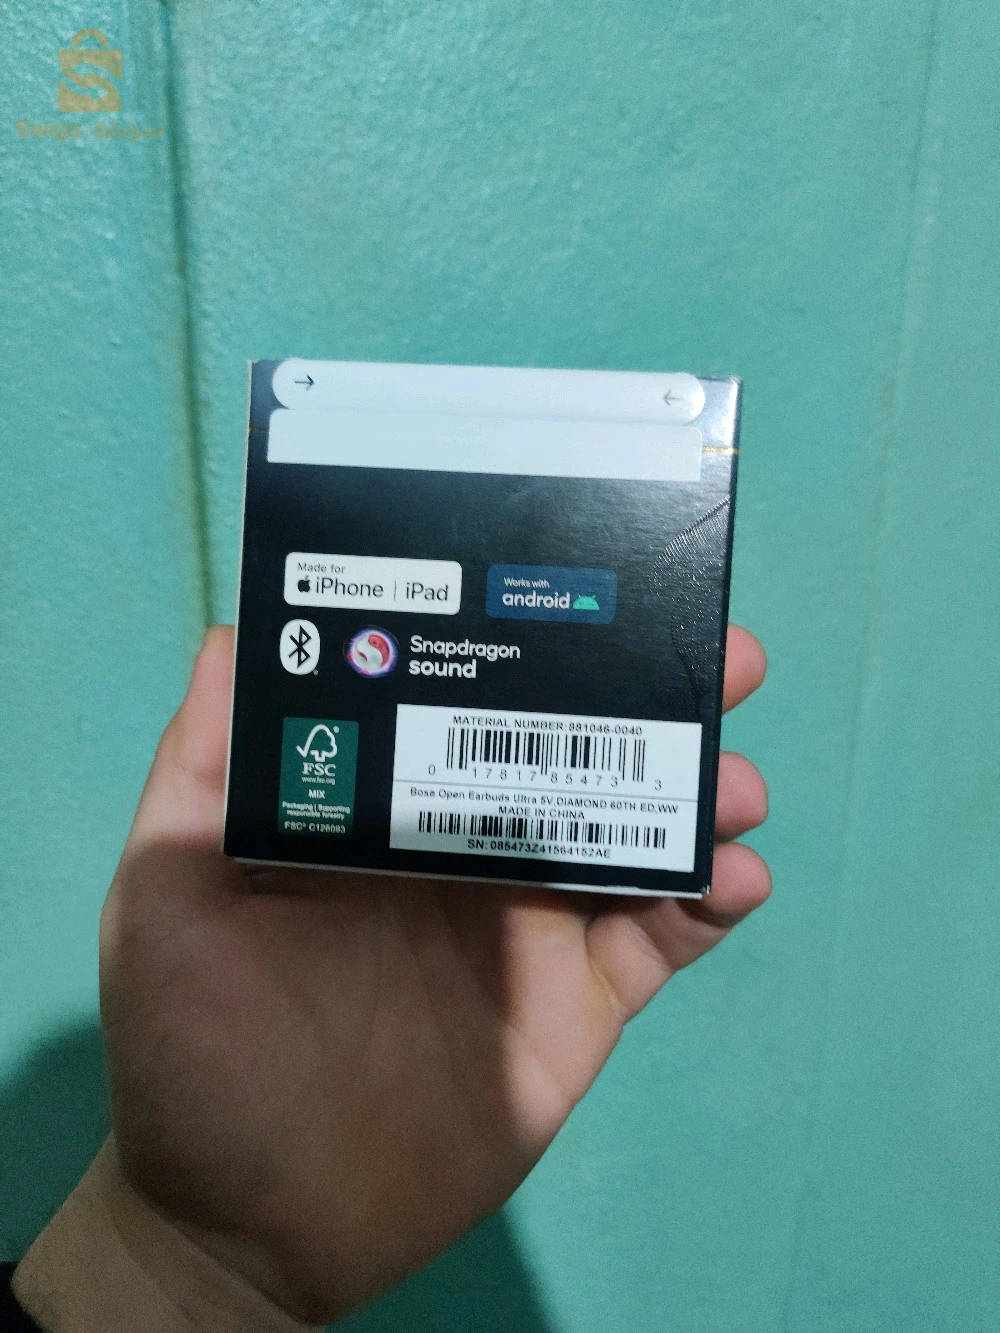 Made for
iPhone | iPad
Works with
android
Snapdragon
sound
FSC®
www.fsc.org
MIX
Packaging | Supporting
responsible forestry
FSC® C128093
MATERIAL NUMBER:881046-0040
0 17817 85473 3
Bose Open Earbuds Ultra 5V,DIAMOND 60TH ED,WW
MADE IN CHINA
SN: 085473Z41564152AE